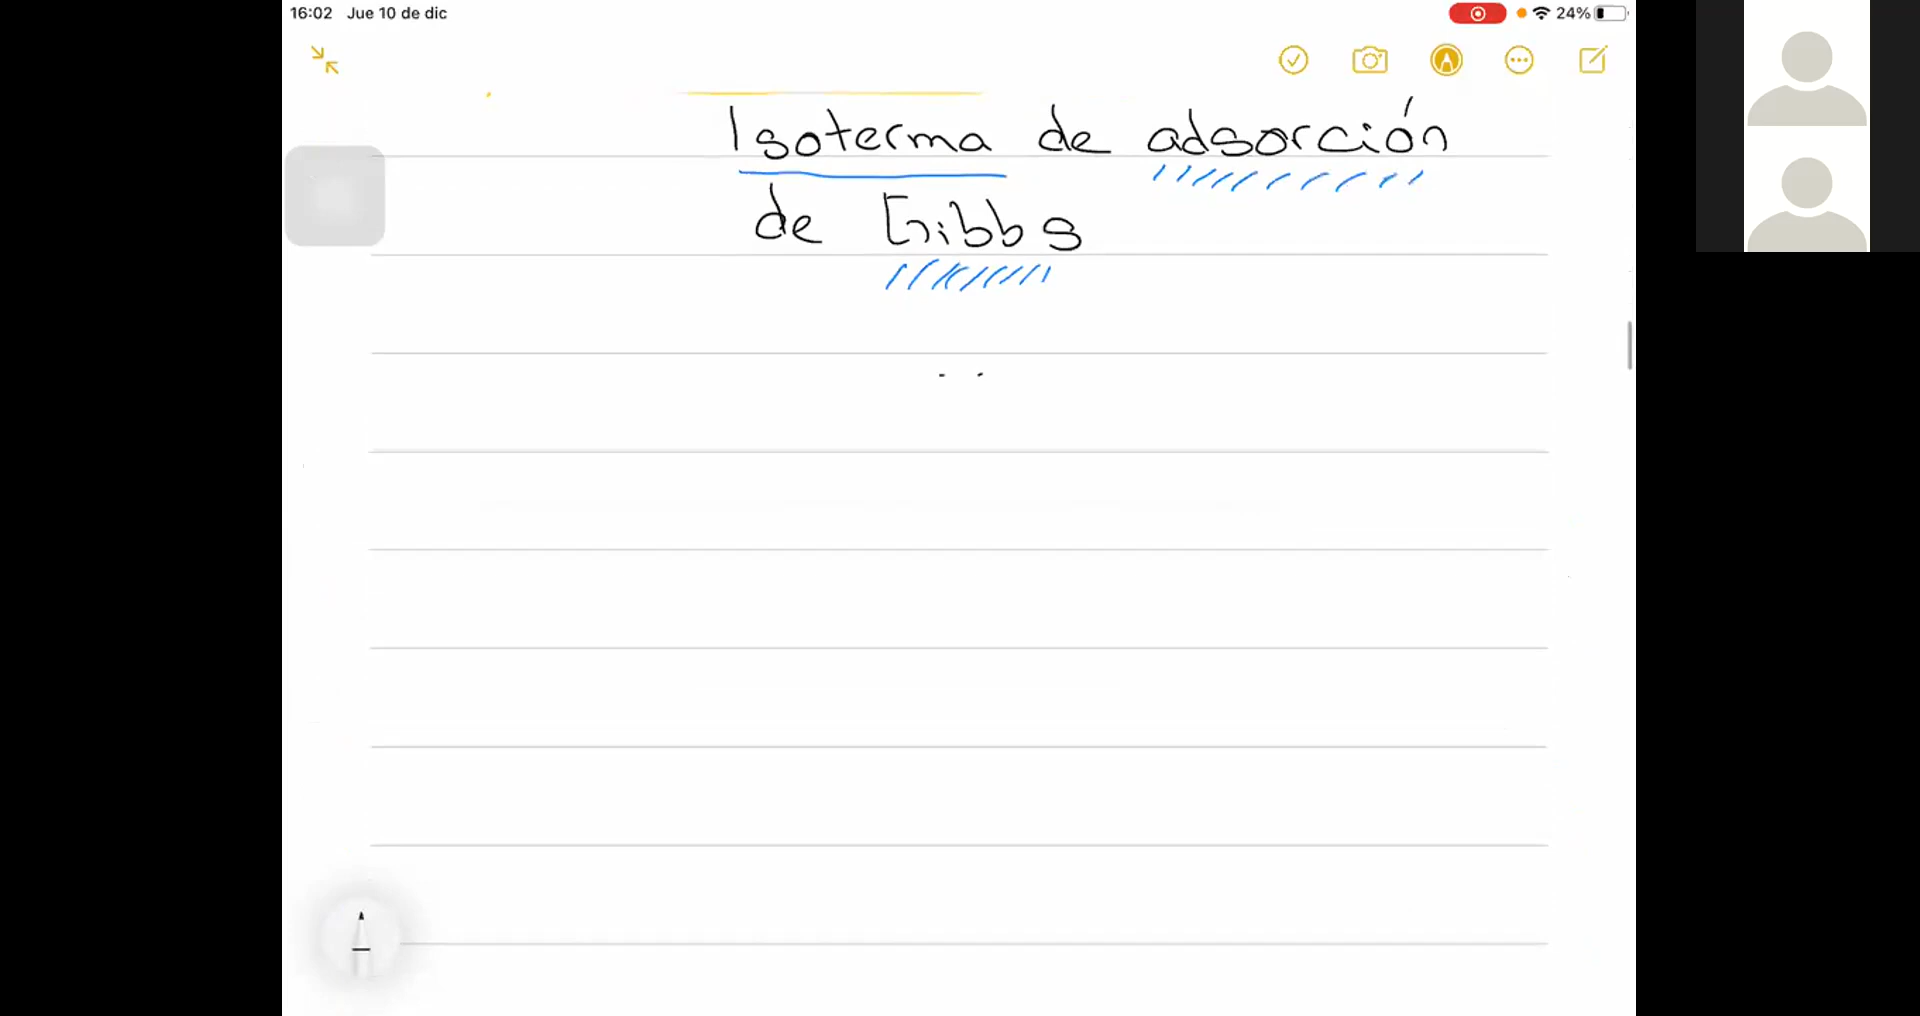 16:02 Jue 10 de dic 24%
Isoterma de adsorción
de Gibbs